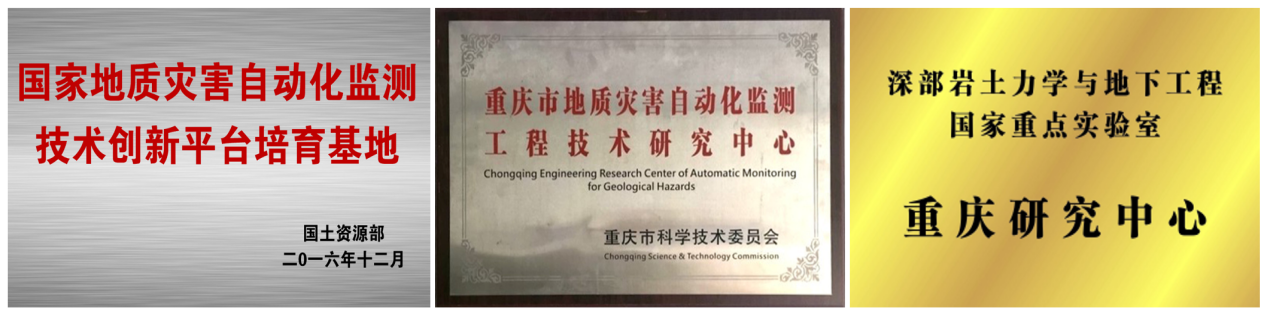 国家地质灾害自动化监测
技术创新平台培育基地
国土资源部
二0一六年十二月
重庆市地质灾害自动化监测
工程技术研究中心
Chongqing Engineering Research Center of Automatic Monitoring
for Geological Hazards
重庆市科学技术委员会
Chongqing Science & Technology Commission
深部岩土力学与地下工程
国家重点实验室
重庆研究中心